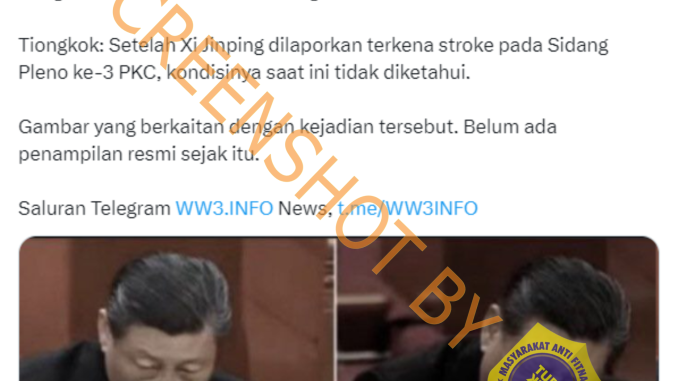 Tiongkok: Setelah Xi Jinping dilaporkan terkena stroke pada Sidang
Pleno ke-3 PKC, kondisinya saat ini tidak diketahui.
Gambar yang berkaitan dengan kejadian tersebut. Belum ada
penampilan resmi sejak itu.
Saluran Telegram WW3.INFO News, t.me/WW3INFO
CREENSHOT BY
MASYARAKAT ANTI FITNA